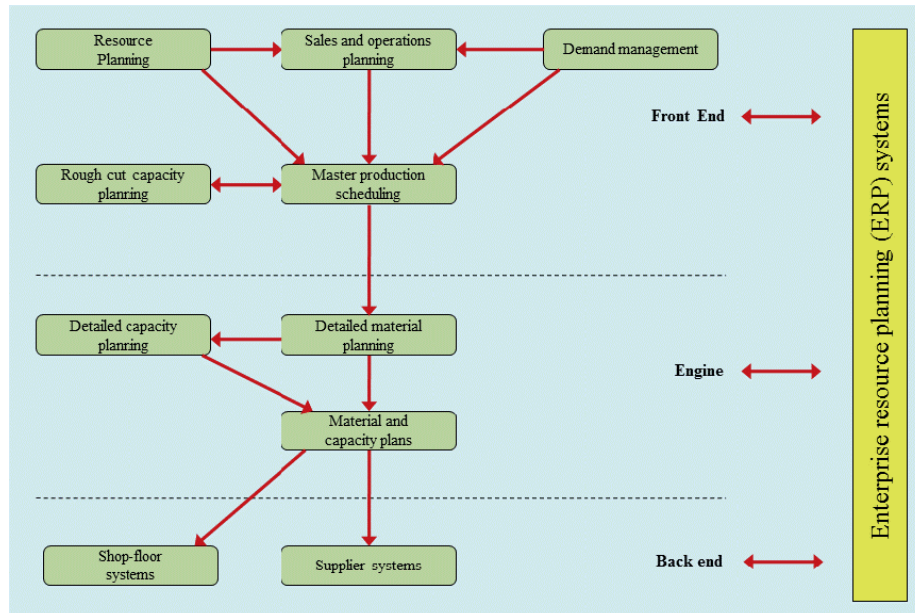 Resource
Planning
Sales and operations
planning
Demand management
Front End
Rough cut capacity
planning
Master production
scheduling
Detailed capacity
planring
Detailed material
planning
Engine
Material and
capacity plans
Shop-floor
systems
Supplier systems
Back end
Enterprise resource planning (ERP) systems